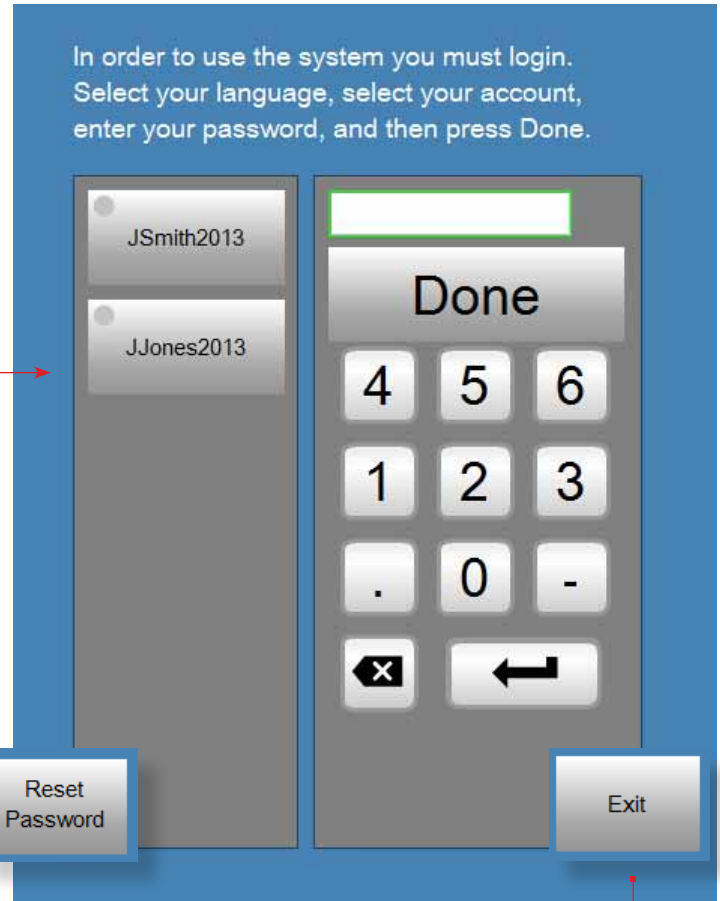 In order to use the system you must login.
Select your language, select your account,
enter your password, and then press Done.
JSmith2013
JJones2013
Done
4 5 6
1 2 3
. 0 -
Reset
Password
Exit